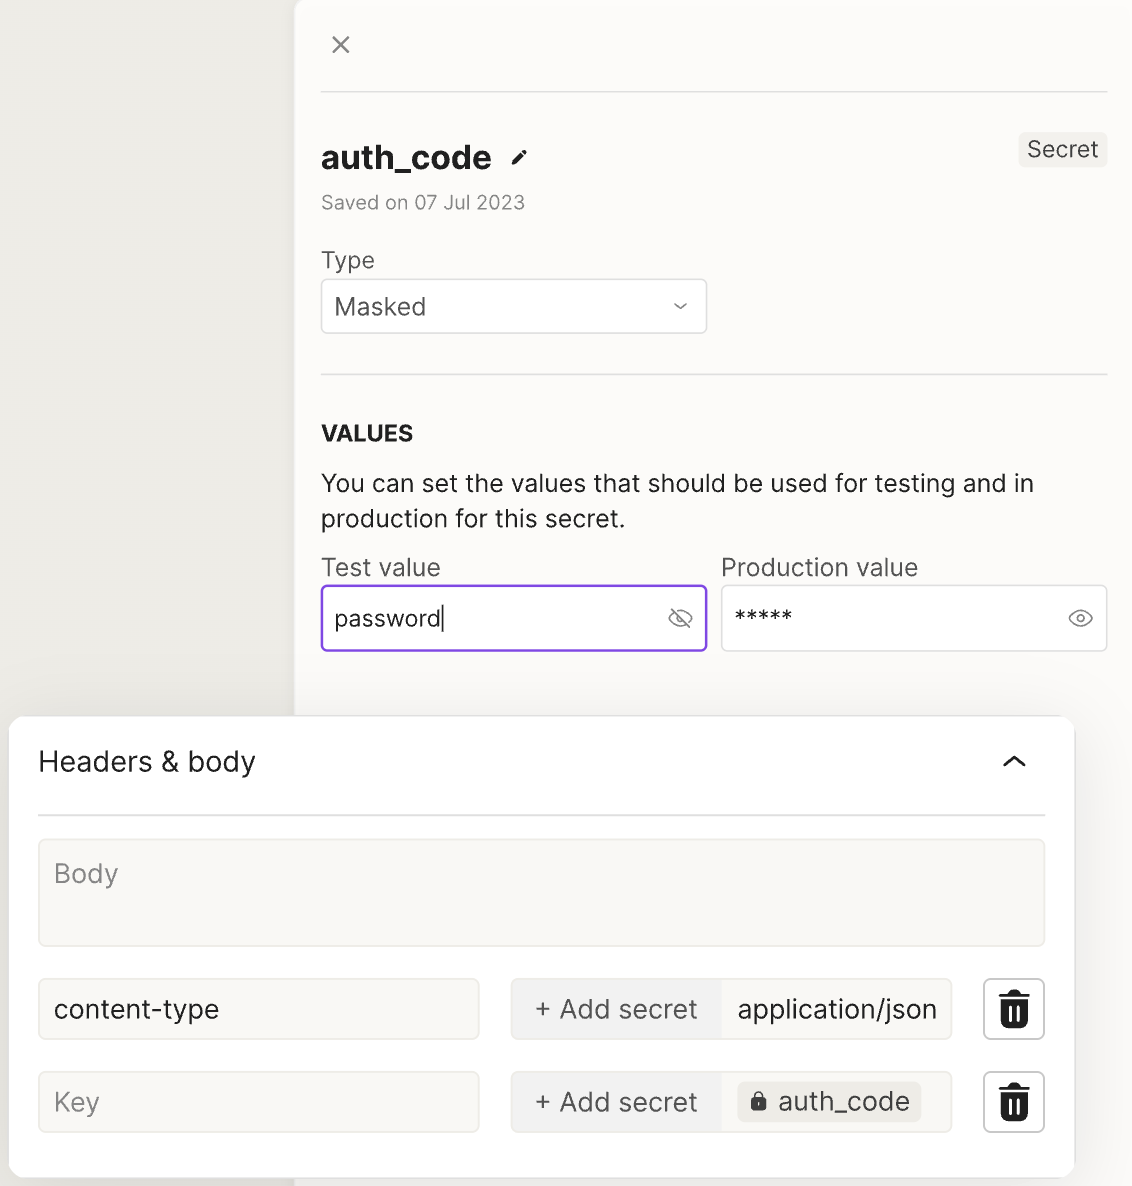 auth_code
Secret
Saved on 07 Jul 2023
Type
Masked
VALUES
You can set the values that should be used for testing and in
production for this secret.
Test value
Production value
password
*****
Headers & body
Body
content-type
+ Add secret
application/json
Key
+ Add secret
auth_code